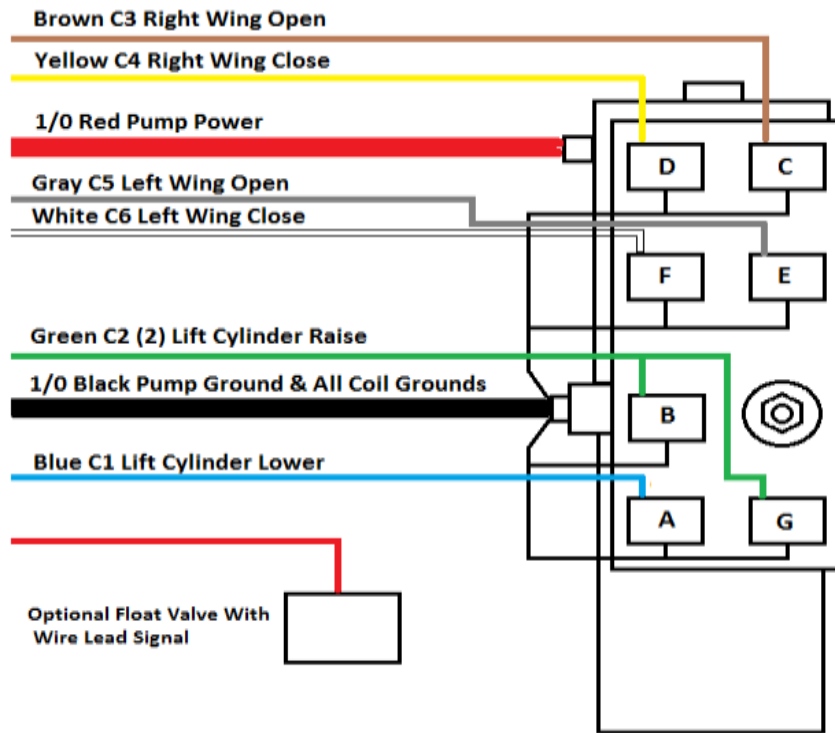 Brown C3 Right Wing Open
Yellow C4 Right Wing Close
1/0 Red Pump Power
D C
Gray C5 Left Wing Open
White C6 Left Wing Close
F E
Green C2 (2) Lift Cylinder Raise
1/0 Black Pump Ground & All Coil Grounds
B
Blue C1 Lift Cylinder Lower
A G
Optional Float Valve With
Wire Lead Signal